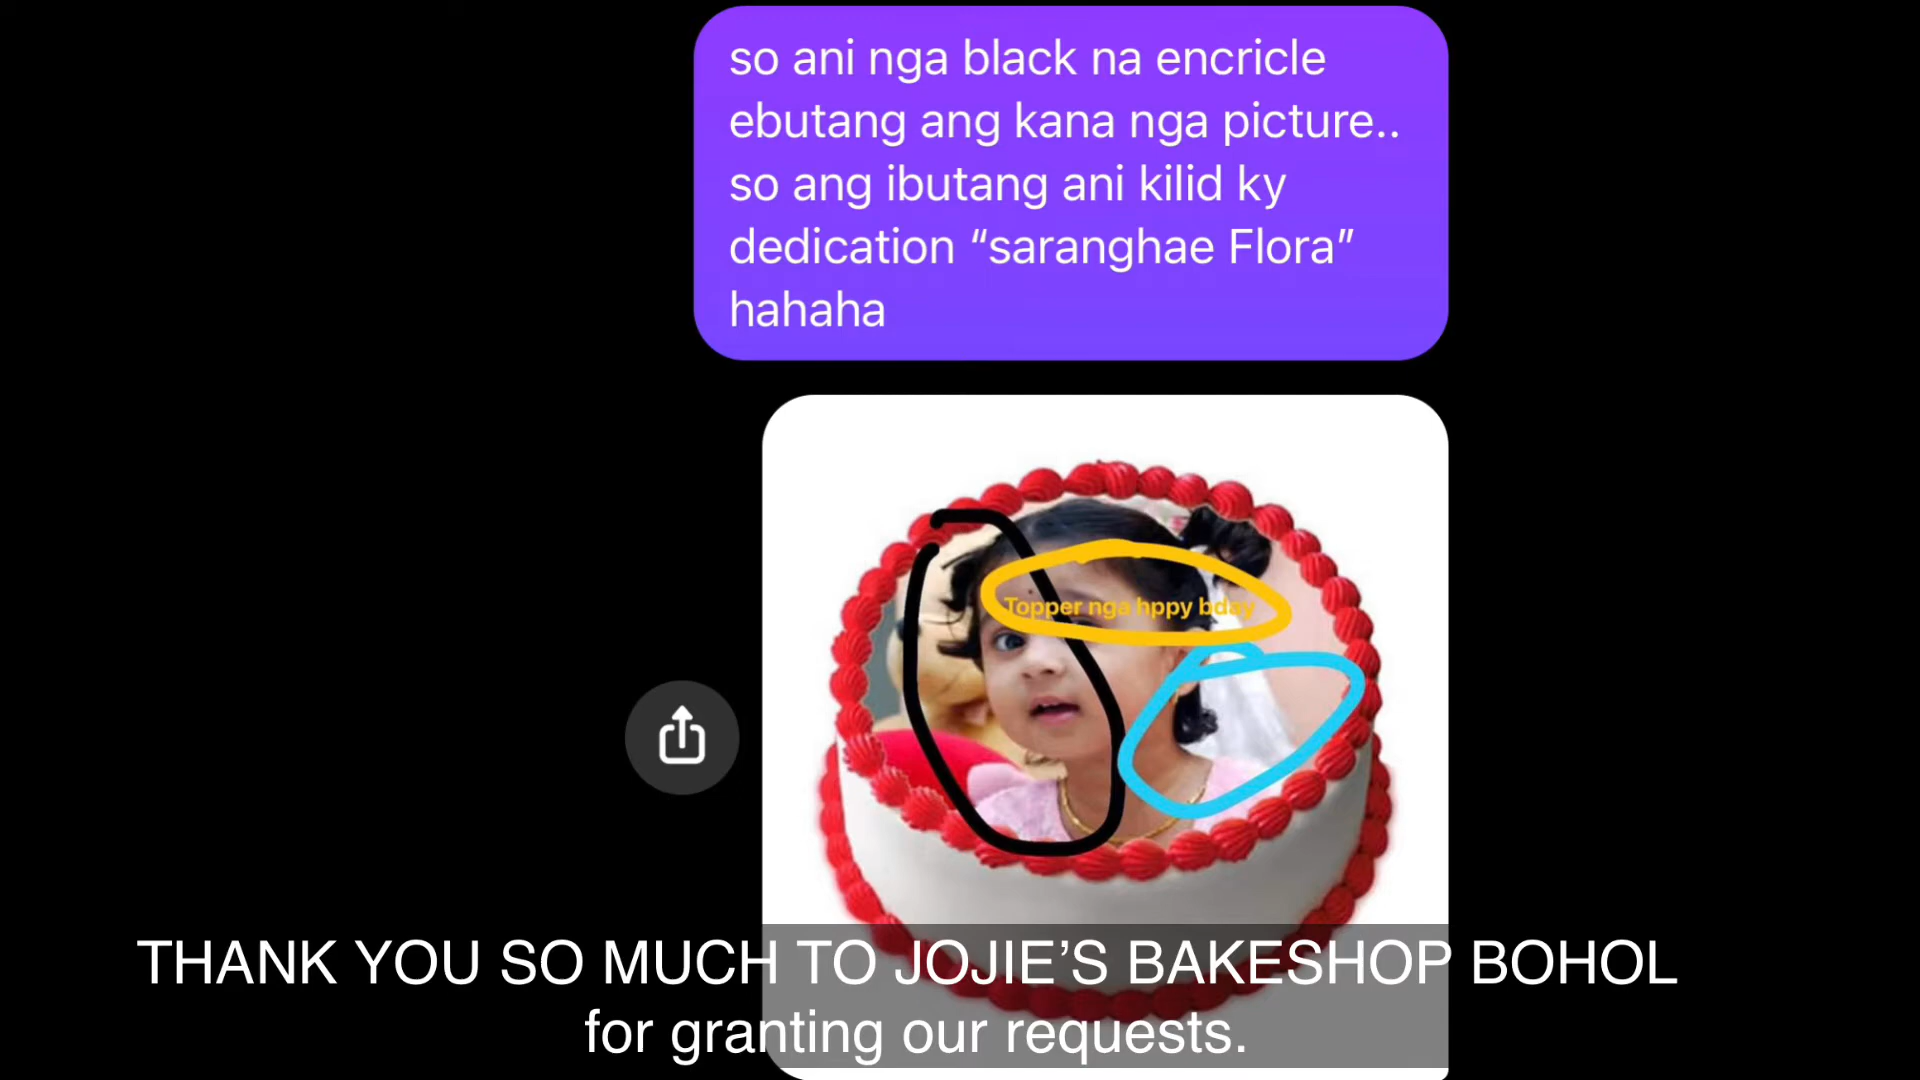 so ani nga black na encricle
ebutang ang kana nga picture..
so ang ibutang ani kilid ky
dedication “saranghae Flora”
hahaha
Topper nga hppy bday
THANK YOU SO MUCH TO JOJIE’S BAKESHOP BOHOL
for granting our requests.